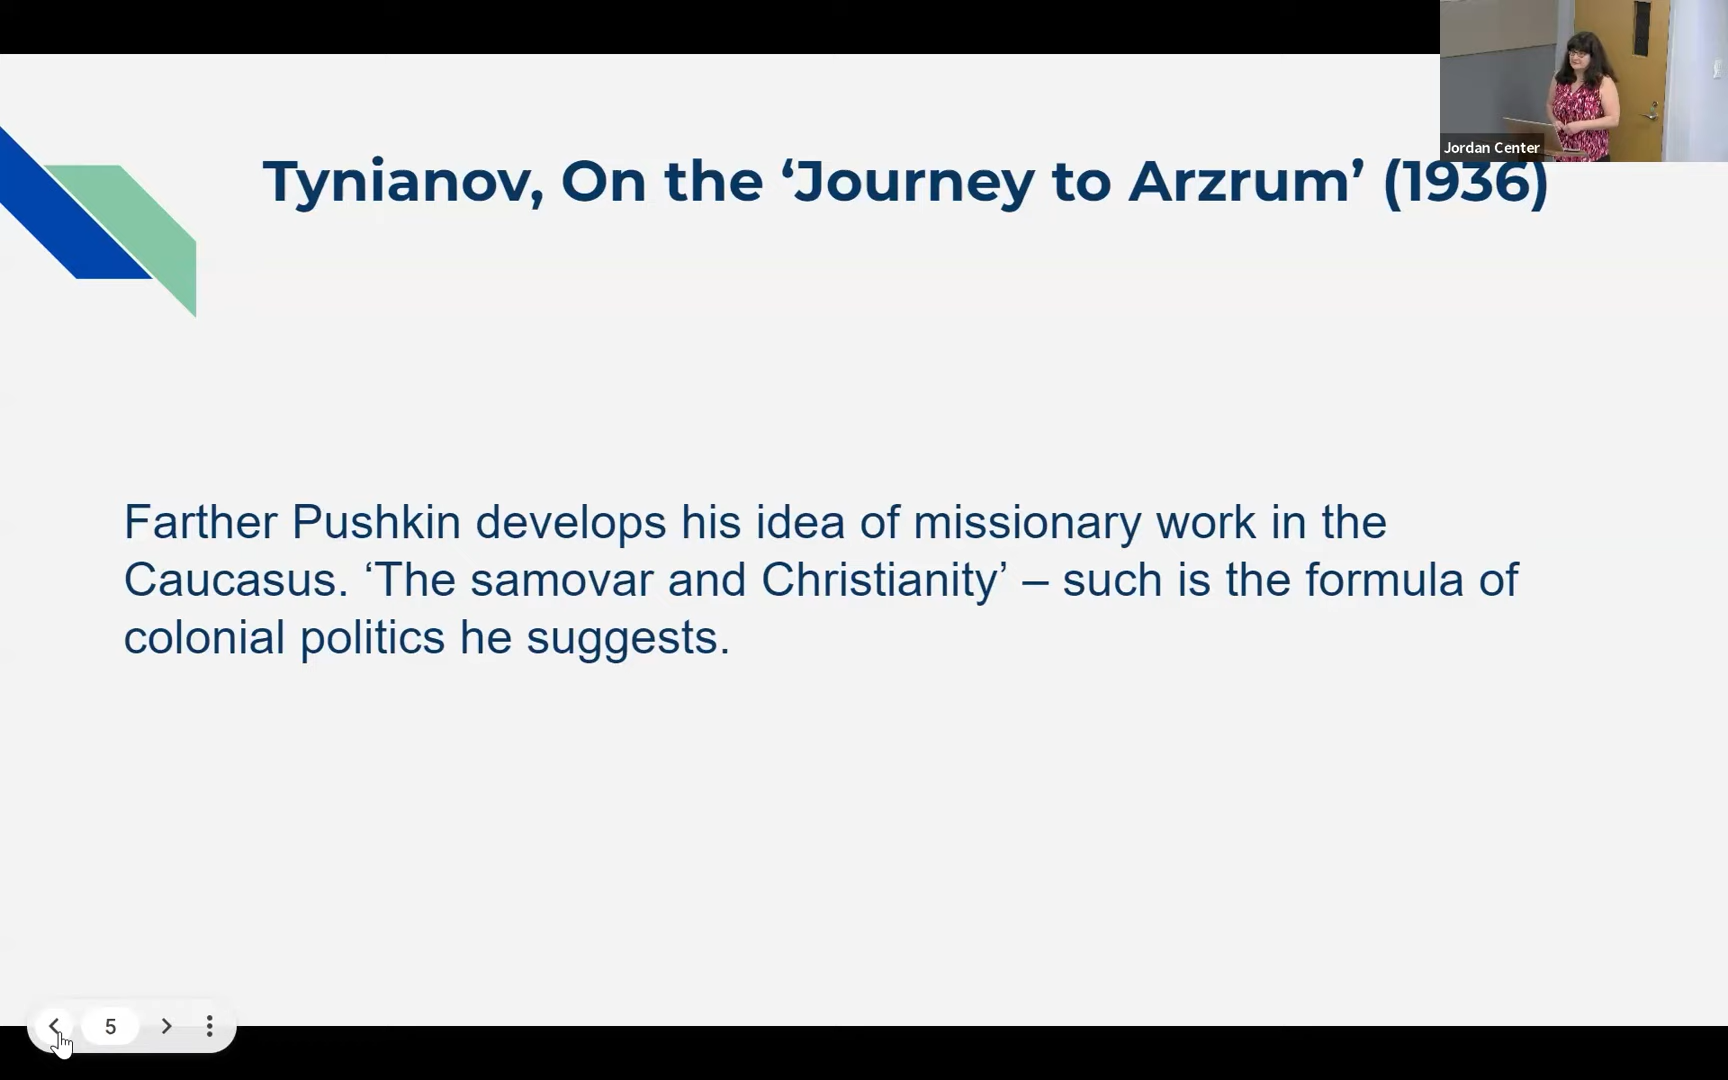 Tynianov, On the ‘Journey to Arzrum’ (1936)
Jordan Center
Farther Pushkin develops his idea of missionary work in the
Caucasus. ‘The samovar and Christianity’ – such is the formula of
colonial politics he suggests.
5